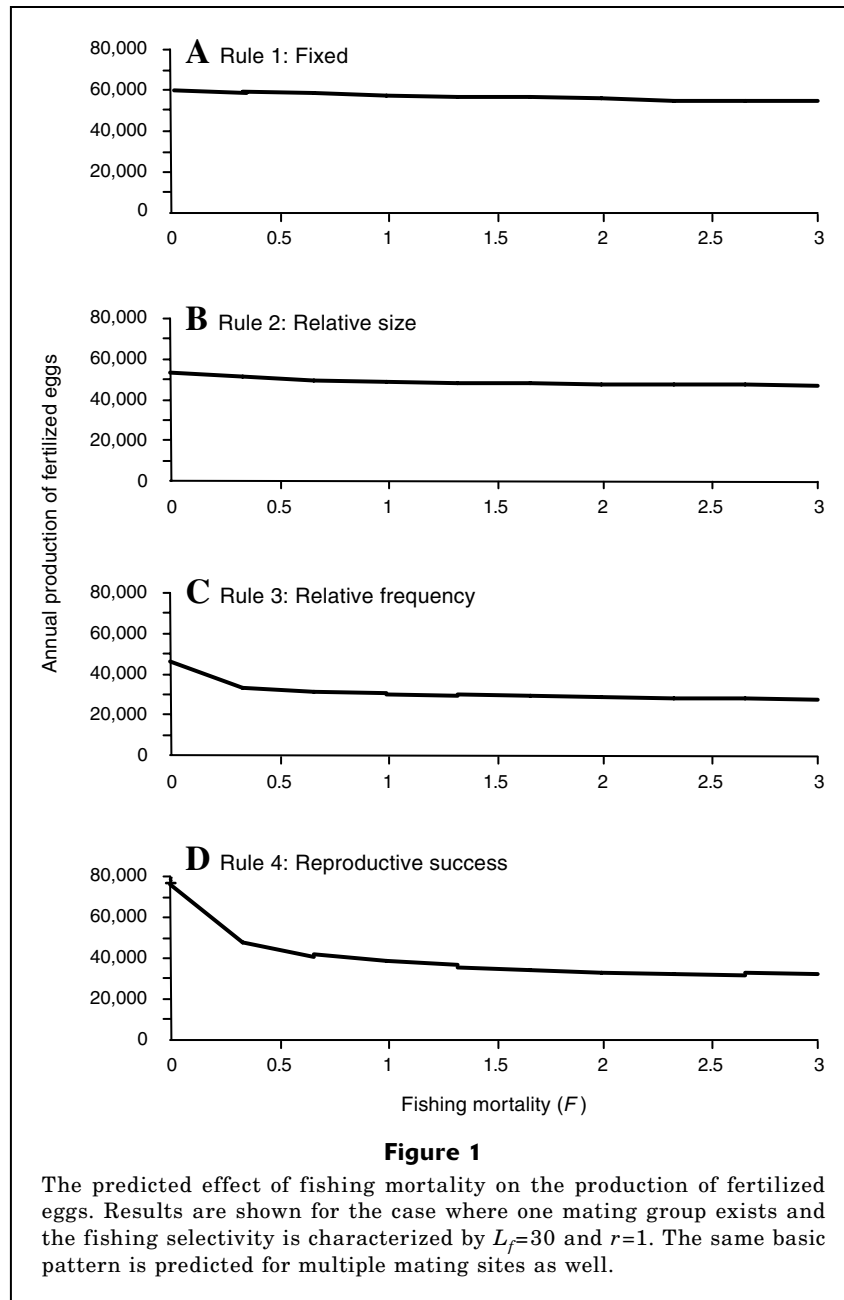 A Rule 1: Fixed
80,000
60,000
40,000
20,000
0
0 0.5 1 1.5 2 2.5 3
B Rule 2: Relative size
80,000
60,000
40,000
20,000
0
0 0.5 1 1.5 2 2.5 3
Annual production of fertilized eggs
C Rule 3: Relative frequency
80,000
60,000
40,000
20,000
0
0 0.5 1 1.5 2 2.5 3
D Rule 4: Reproductive success
80,000
60,000
40,000
20,000
0
0 0.5 1 1.5 2 2.5 3
Fishing mortality (F)
Figure 1
The predicted effect of fishing mortality on the production of fertilized
eggs. Results are shown for the case where one mating group exists and
the fishing selectivity is characterized by L_f=30 and r=1. The same basic
pattern is predicted for multiple mating sites as well.